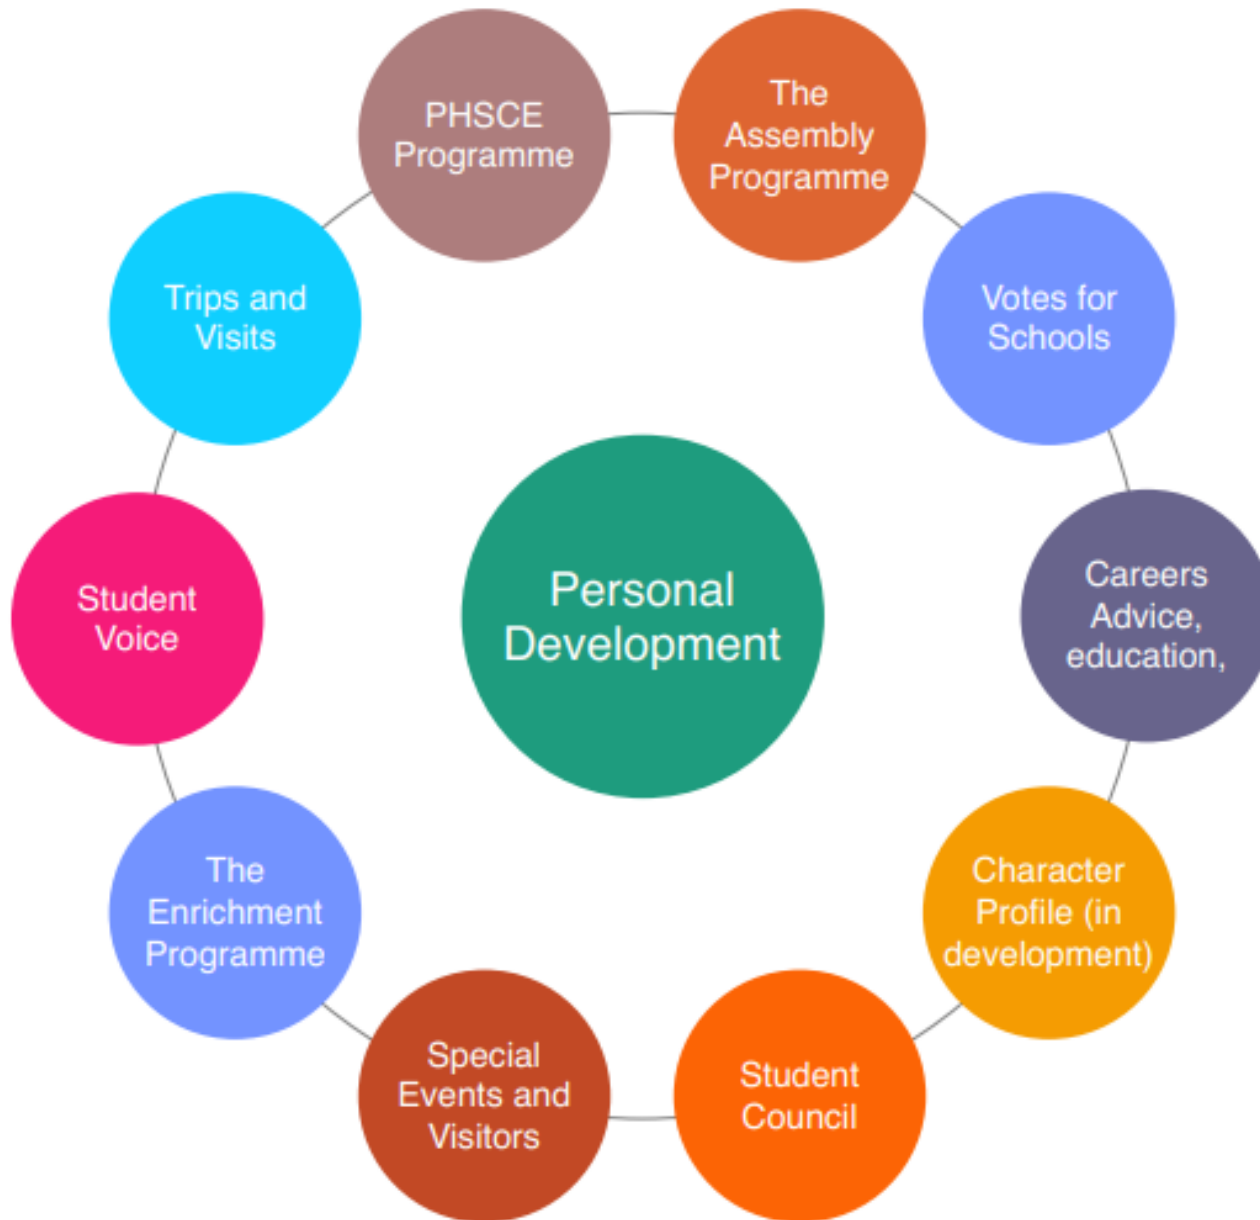 PHSCE
Programme
The
Assembly
Programme
Trips and
Visits
Votes for
Schools
Student
Voice
Personal
Development
Careers
Advice,
education,
The
Enrichment
Programme
Character
Profile (in
development)
Special
Events and
Visitors
Student
Council